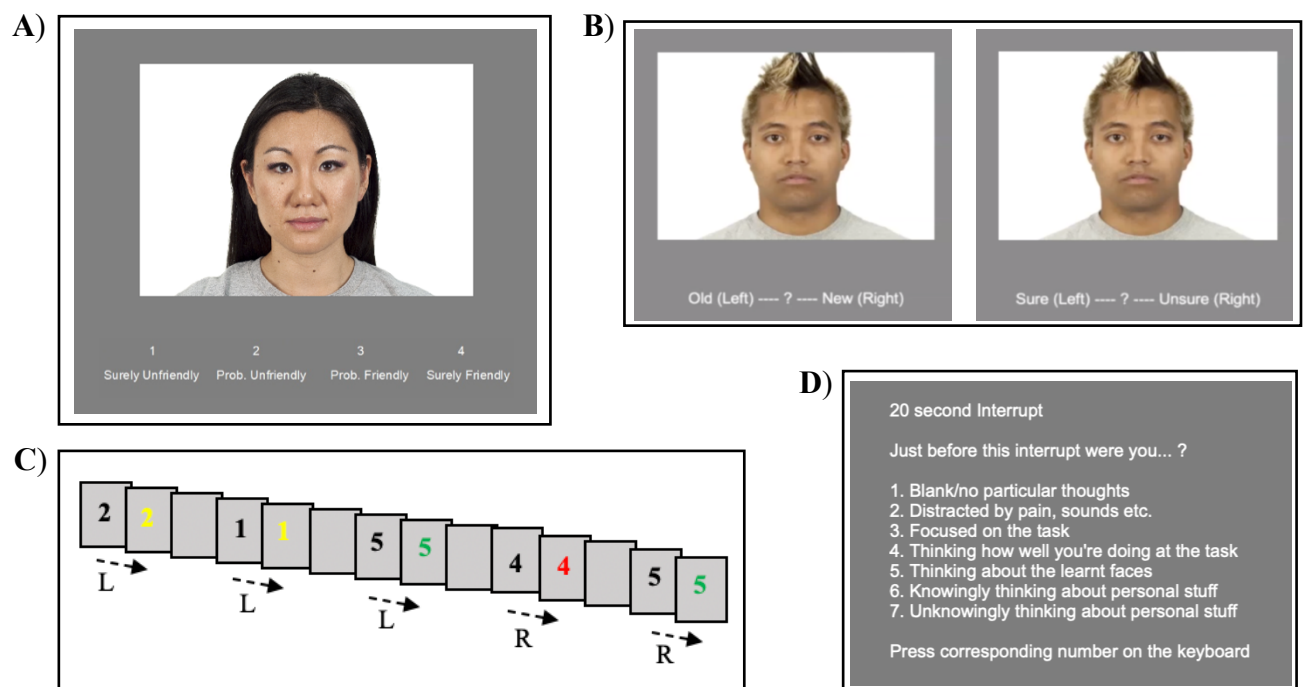 A)
1 2 3 4
Surely Unfriendly Prob. Unfriendly Prob. Friendly Surely Friendly
B)
Old (Left) ---- ? ---- New (Right)
Sure (Left) ---- ? ---- Unsure (Right)
C)
2 2 1 1 5 5 4 4 5 5
L L L R R
D)
20 second Interrupt
Just before this interrupt were you... ?
1. Blank/no particular thoughts
2. Distracted by pain, sounds etc.
3. Focused on the task
4. Thinking how well you're doing at the task
5. Thinking about the learnt faces
6. Knowingly thinking about personal stuff
7. Unknowingly thinking about personal stuff
Press corresponding number on the keyboard